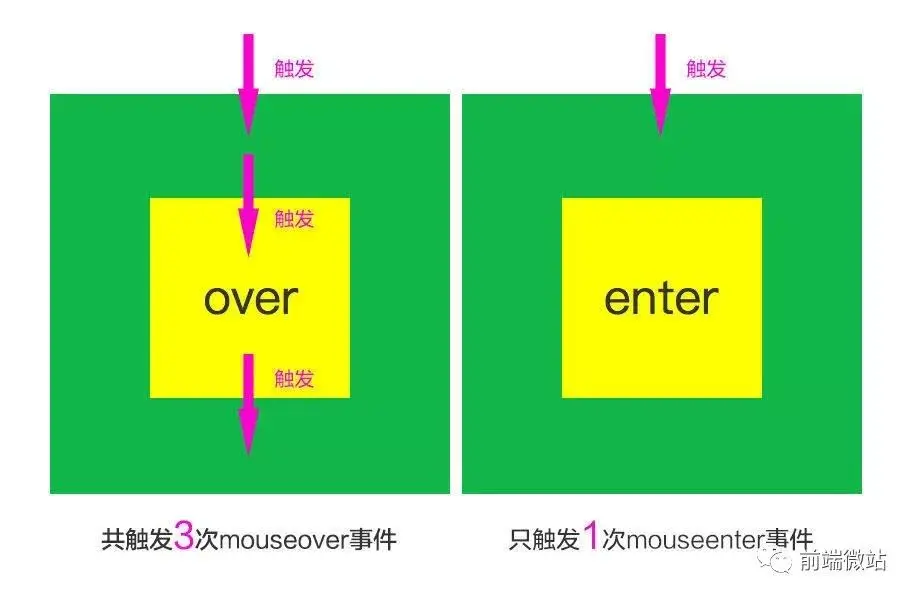 触发
触发
触发
over
触发
enter
共触发3次mouseover事件
只触发1次mouseenter事件
前端微站